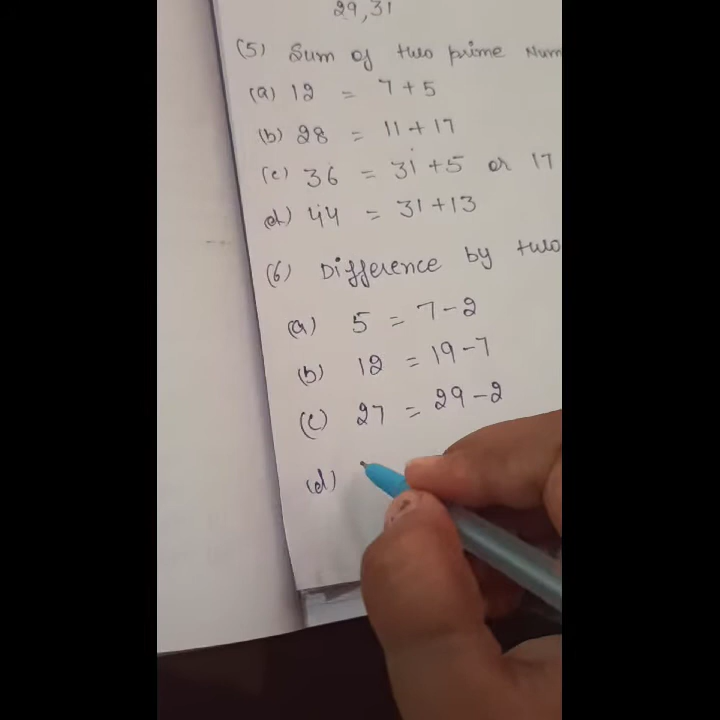 29,31
(5) Sum of two prime Num
(a) 12 = 7+5
(b) 28 = 11+17
(c) 36 = 31+5 or 17
(d) 44 = 31+13
(6) Difference by two
(a) 5 = 7-2
(b) 12 = 19-7
(c) 27 = 29-2
(d)